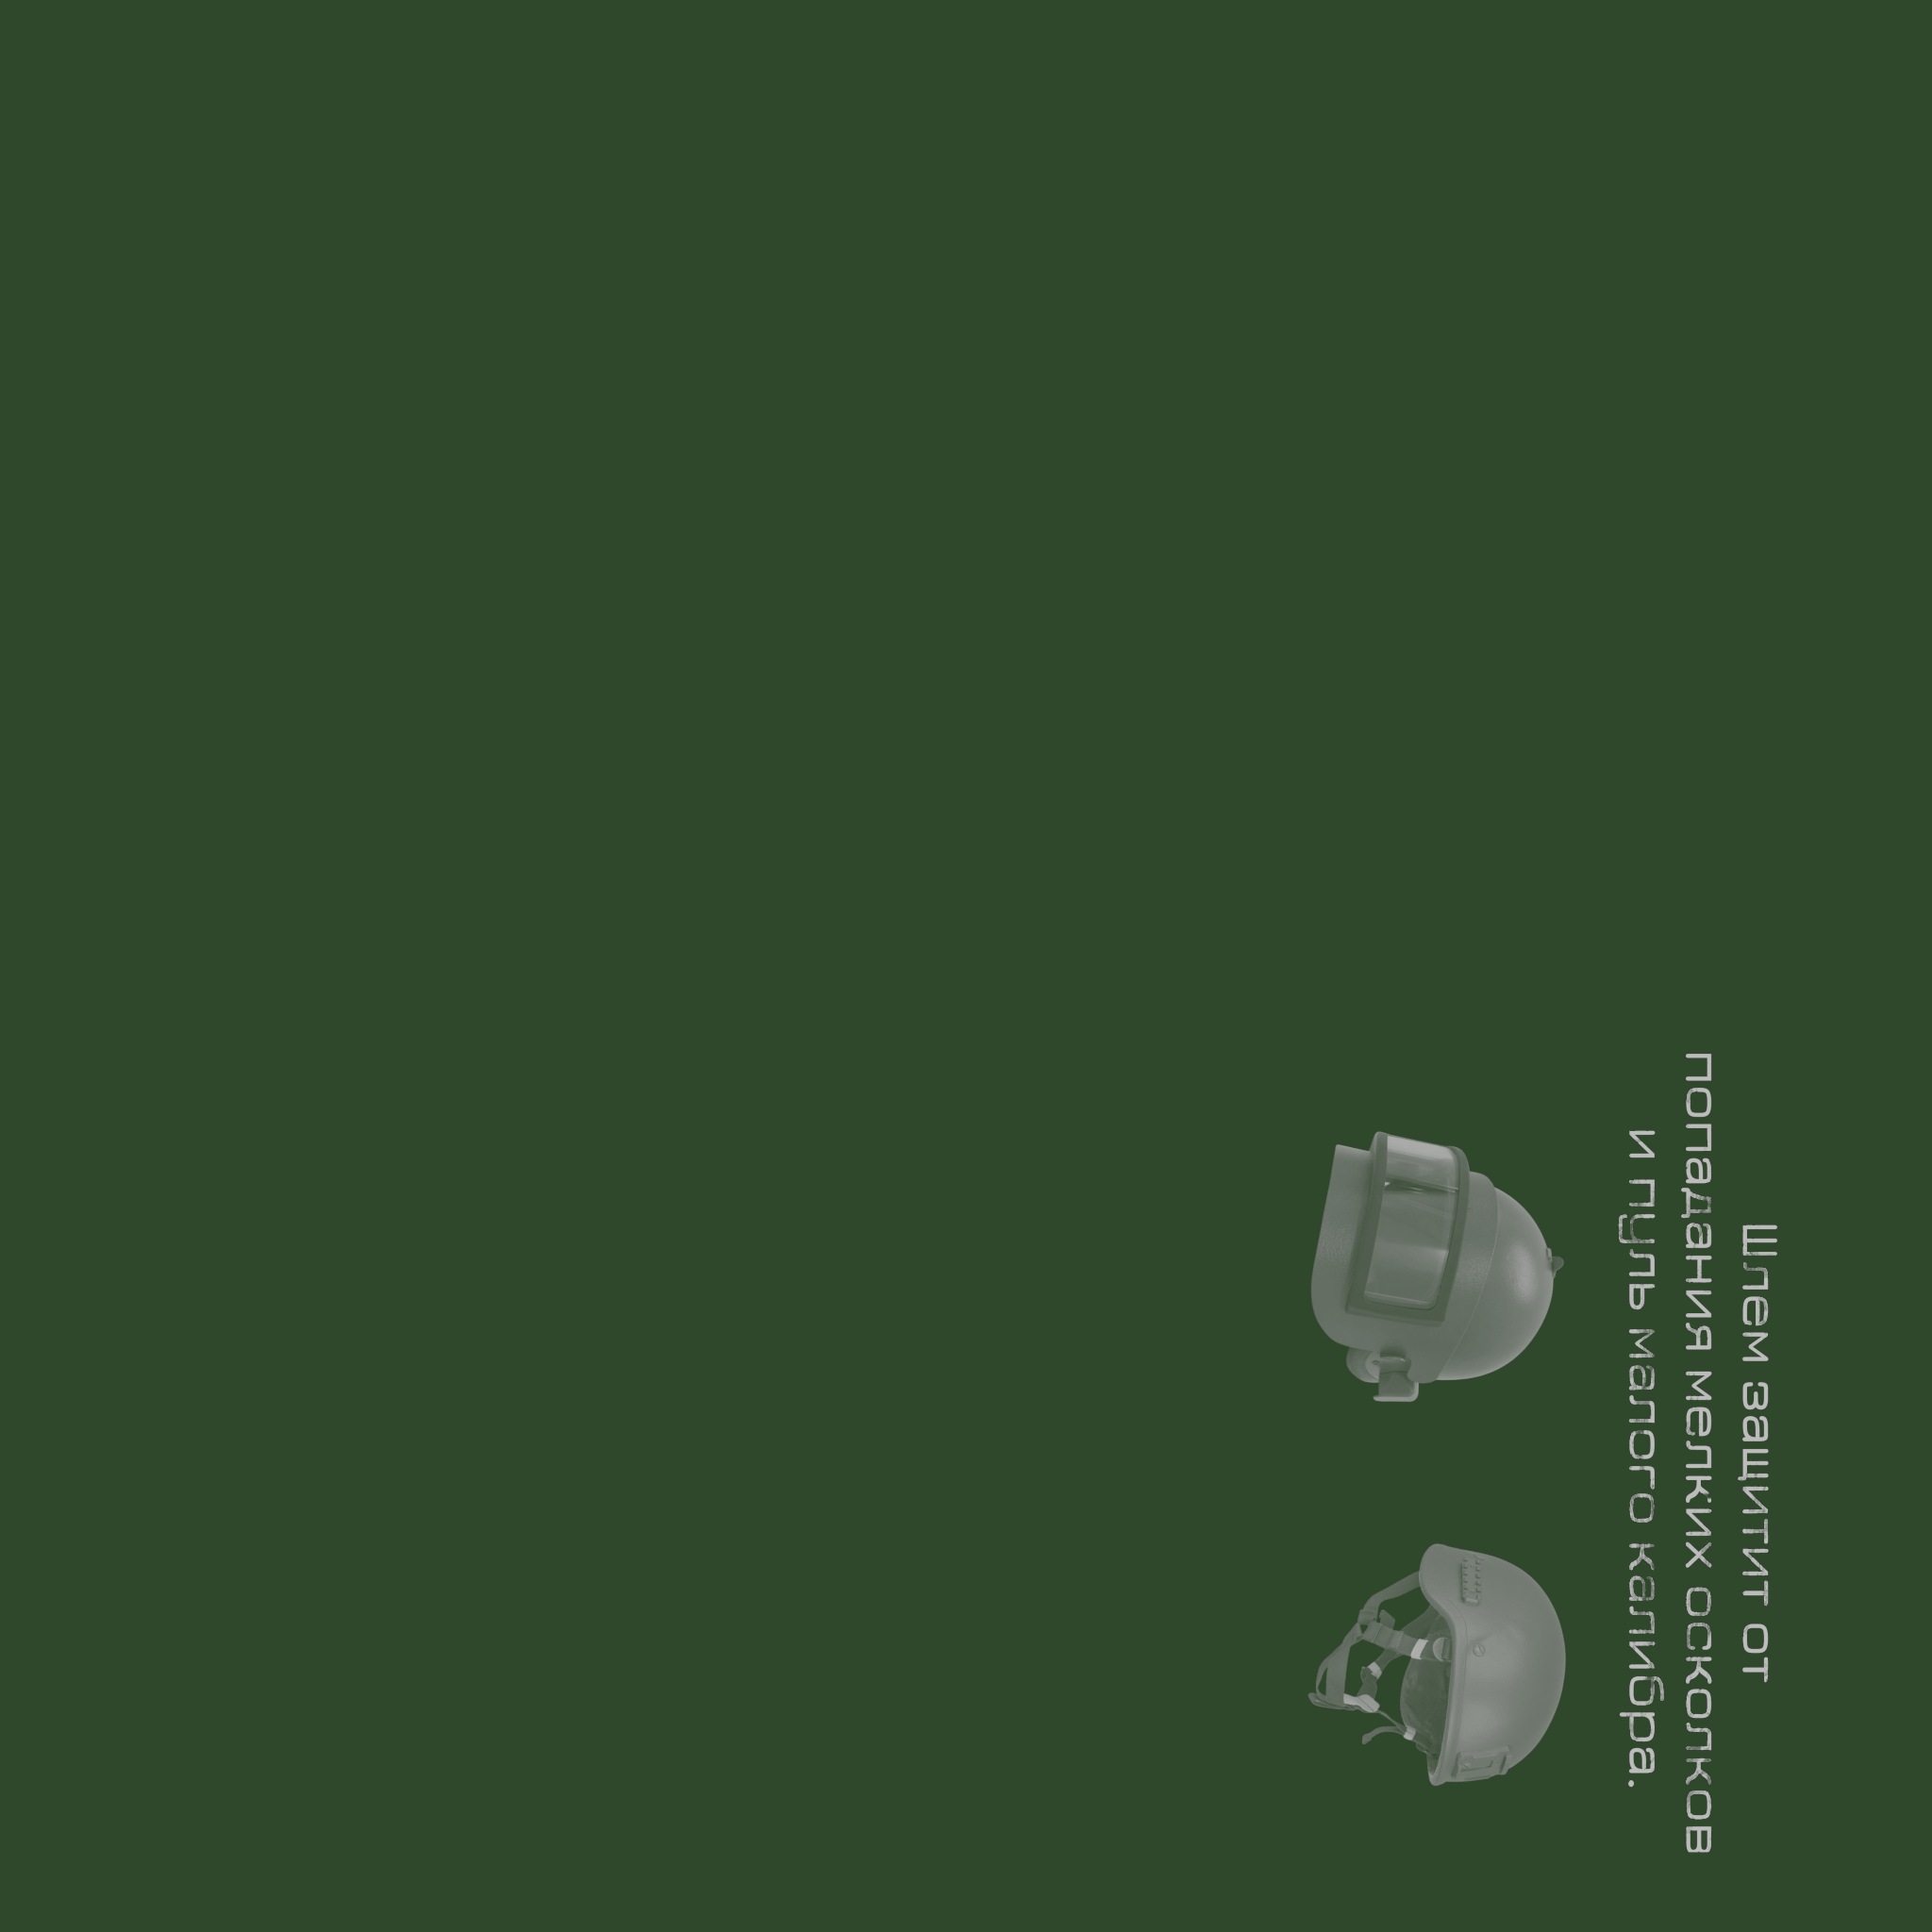 Шлем защитит от
попадания мелких осколков
и пуль малого калибра.